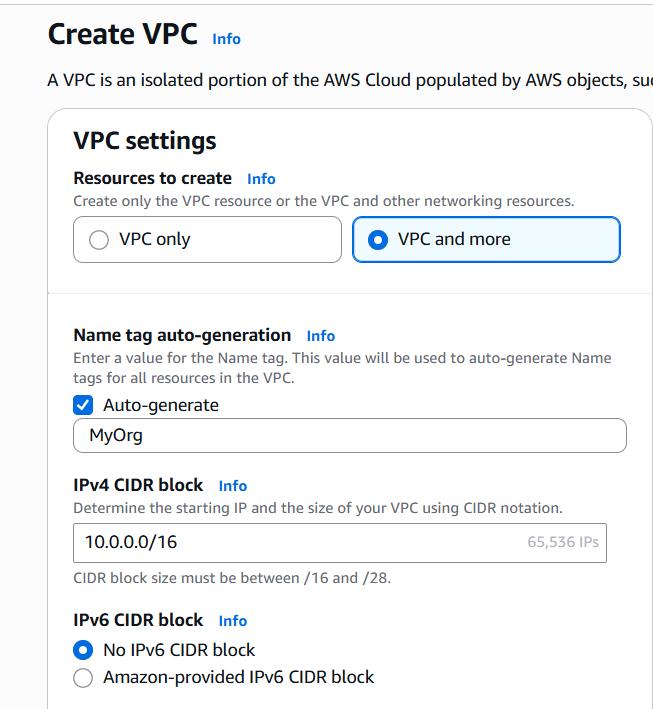 Create VPC Info
A VPC is an isolated portion of the AWS Cloud populated by AWS objects,
VPC settings
Resources to create Info
Create only the VPC resource or the VPC and other networking resources.
VPC only
VPC and more
Name tag auto-generation Info
Enter a value for the Name tag. This value will be used to auto-generate Name
tags for all resources in the VPC.
Auto-generate
MyOrg
IPv4 CIDR block Info
Determine the starting IP and the size of your VPC using CIDR notation.
10.0.0.0/16 65,536 IPs
CIDR block size must be between /16 and /28.
IPv6 CIDR block Info
No IPv6 CIDR block
Amazon-provided IPv6 CIDR block